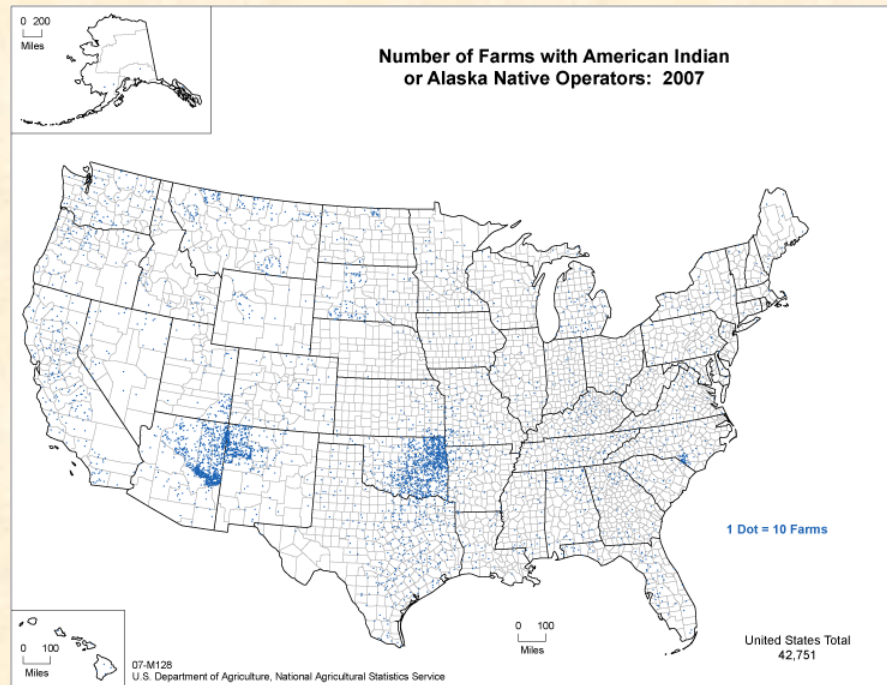 0 200
Miles
Number of Farms with American Indian
or Alaska Native Operators: 2007
1 Dot = 10 Farms
0 100
Miles
0 100
Miles
United States Total
42,751
07-M128
U.S. Department of Agriculture, National Agricultural Statistics Service